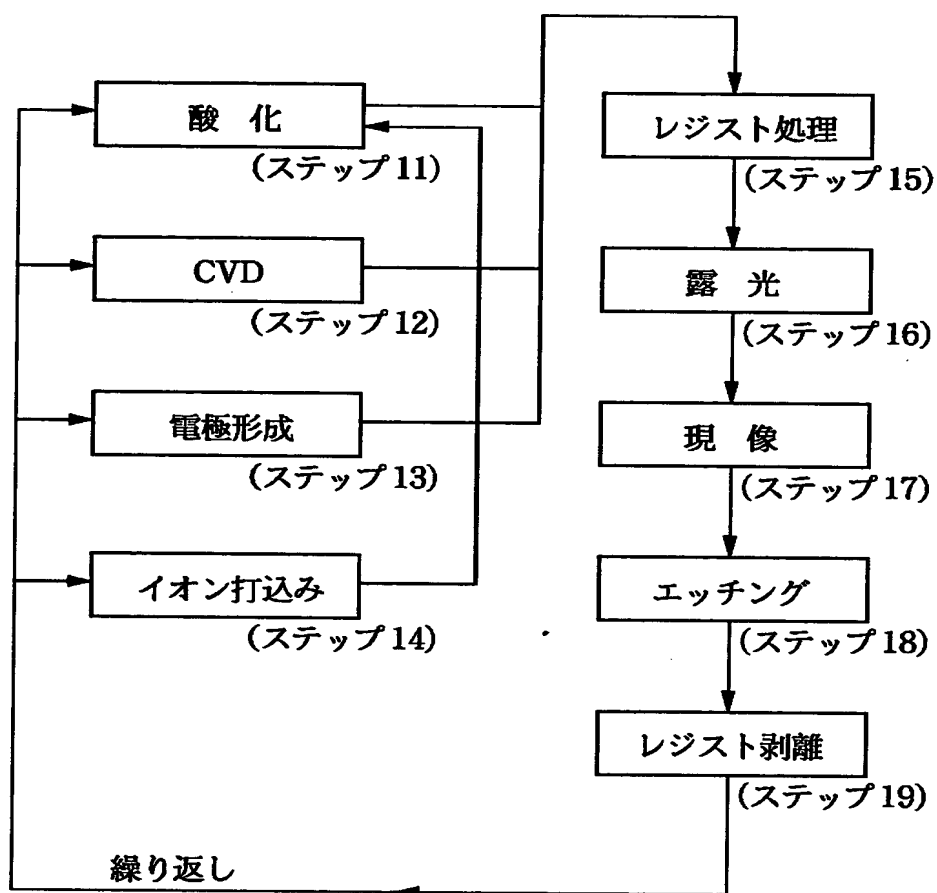 酸 化
(ステップ11)
CVD
(ステップ12)
電極形成
(ステップ13)
イオン打込み
(ステップ14)
レジスト処理
(ステップ15)
露 光
(ステップ16)
現 像
(ステップ17)
エッチング
(ステップ18)
レジスト剥離
(ステップ19)
繰り返し